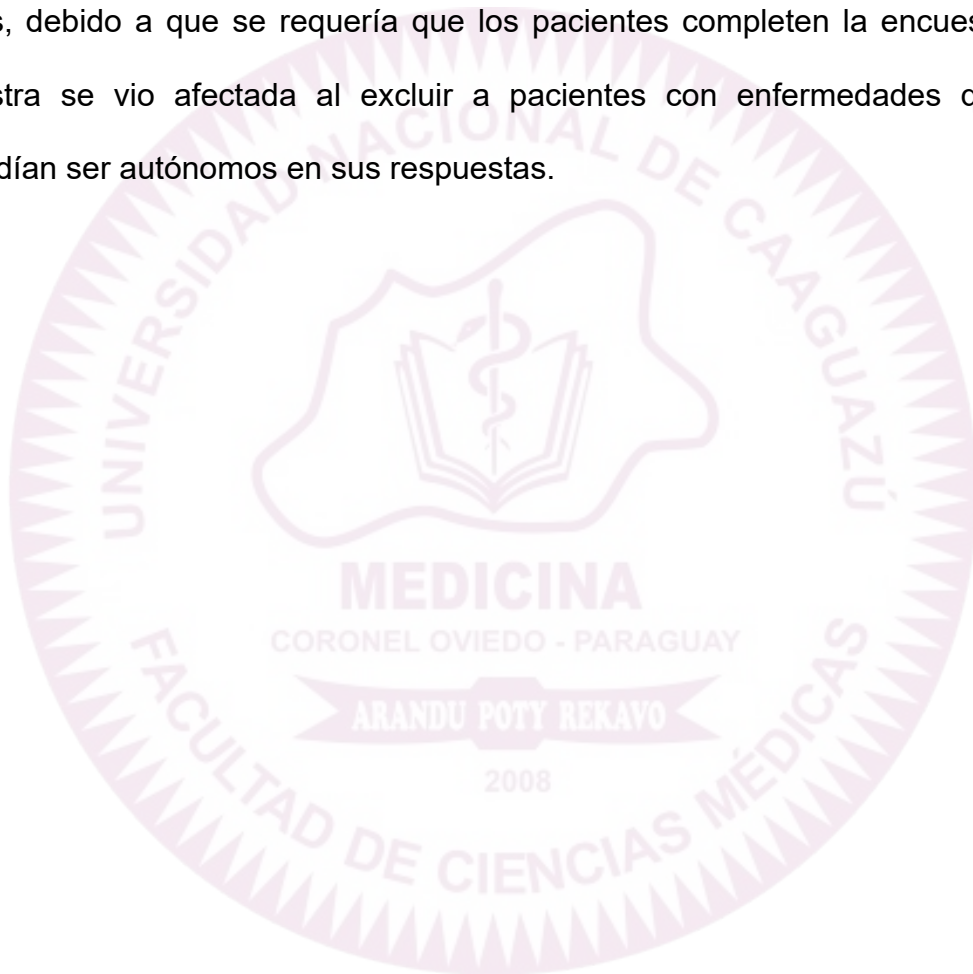 s, debido a que se requería que los pacientes completen la encues
stra se vio afectada al excluir a pacientes con enfermedades
dían ser autónomos en sus respuestas.
UNIVERSIDAD NACIONAL DE CAAGUAZÚ
MEDICINA
CORONEL OVIEDO - PARAGUAY
ARANDU POTY REKAVO
2008
FACULTAD DE CIENCIAS MÉDICAS